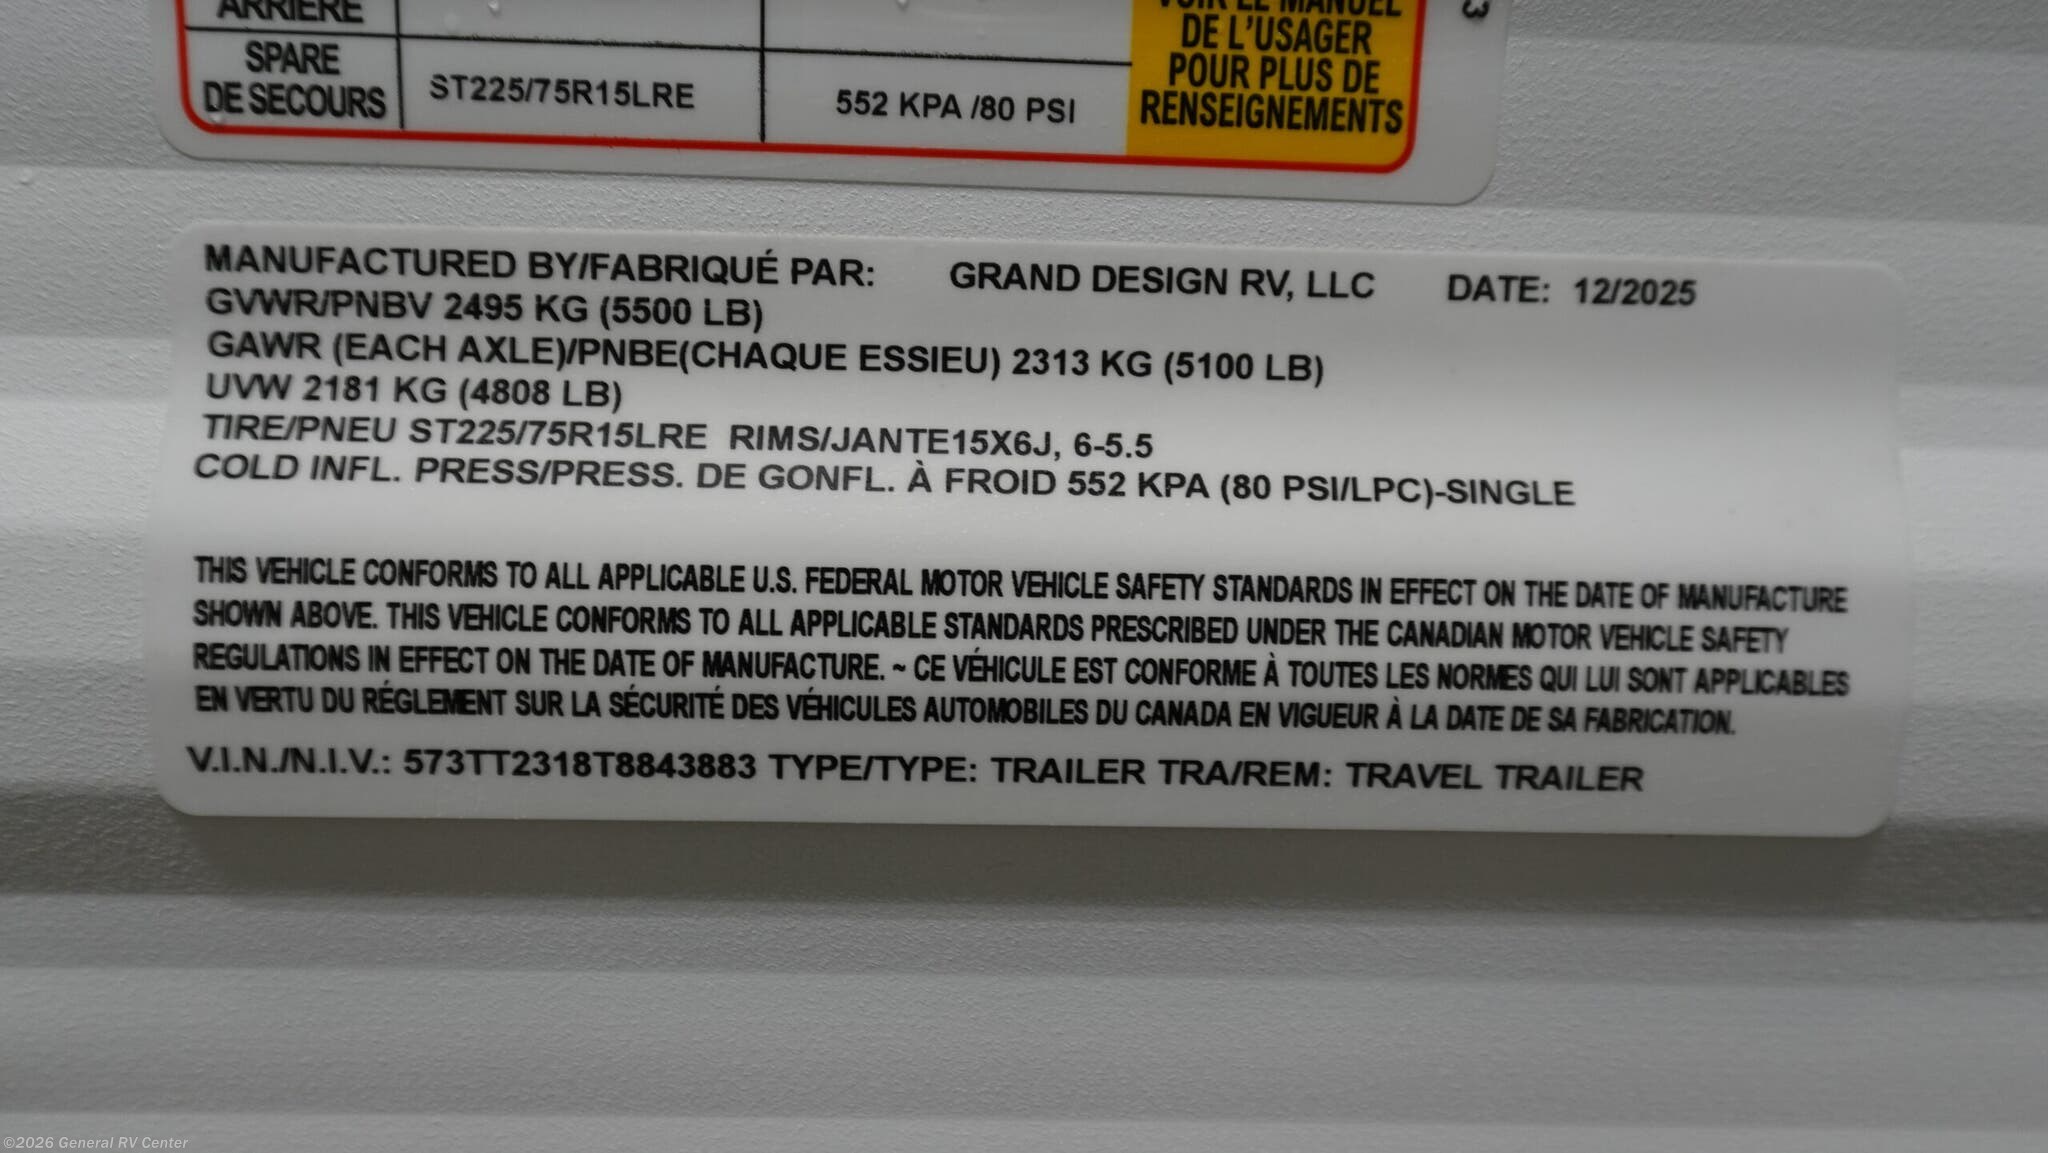 ARRIÈRE
VOIR LE MANUEL
DE L'USAGER
POUR PLUS DE
RENSEIGNEMENTS
3
SPARE
DE SECOURS
ST225/75R15LRE
552 KPA /80 PSI
MANUFACTURED BY/FABRIQUÉ PAR: GRAND DESIGN RV, LLC DATE: 12/2025
GVWR/PNBV 2495 KG (5500 LB)
GAWR (EACH AXLE)/PNBE(CHAQUE ESSIEU) 2313 KG (5100 LB)
UVW 2181 KG (4808 LB)
TIRE/PNEU ST225/75R15LRE RIMS/JANTE15X6J, 6-5.5
COLD INFL. PRESS/PRESS. DE GONFL. À FROID 552 KPA (80 PSI/LPC)-SINGLE
THIS VEHICLE CONFORMS TO ALL APPLICABLE U.S. FEDERAL MOTOR VEHICLE SAFETY STANDARDS IN EFFECT ON THE DATE OF MANUFACTURE
SHOWN ABOVE. THIS VEHICLE CONFORMS TO ALL APPLICABLE STANDARDS PRESCRIBED UNDER THE CANADIAN MOTOR VEHICLE SAFETY
REGULATIONS IN EFFECT ON THE DATE OF MANUFACTURE. ~ CE VÉHICULE EST CONFORME À TOUTES LES NORMES QUI LUI SONT APPLICABLES
EN VERTU DU RÉGLEMENT SUR LA SÉCURITÉ DES VÉHICULES AUTOMOBILES DU CANADA EN VIGUEUR À LA DATE DE SA FABRICATION.
V.I.N./N.I.V.: 573TT2318T8843883 TYPE/TYPE: TRAILER TRA/REM: TRAVEL TRAILER
©2026 General RV Center